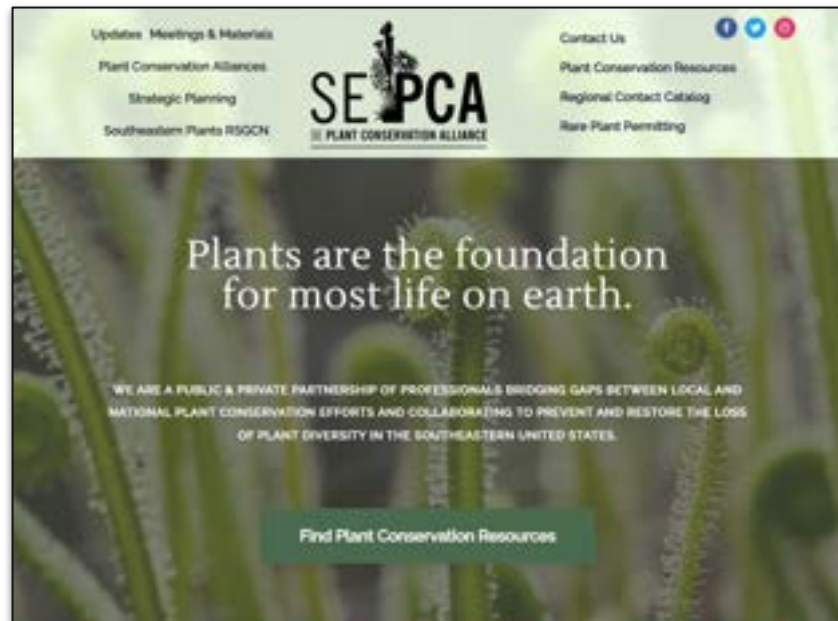 Updates Meetings & Materials
Plant Conservation Alliances
Strategic Planning
Southeastern Plants RSGCN
SE PCA
SE PLANT CONSERVATION ALLIANCE
Contact Us
Plant Conservation Resources
Regional Contact Catalog
Rare Plant Permitting
Plants are the foundation
for most life on earth.
WE ARE A PUBLIC & PRIVATE PARTNERSHIP OF PROFESSIONALS BRIDGING GAPS BETWEEN LOCAL AND
NATIONAL PLANT CONSERVATION EFFORTS AND COLLABORATING TO PREVENT AND RESTORE THE LOSS
OF PLANT DIVERSITY IN THE SOUTHEASTERN UNITED STATES.
Find Plant Conservation Resources